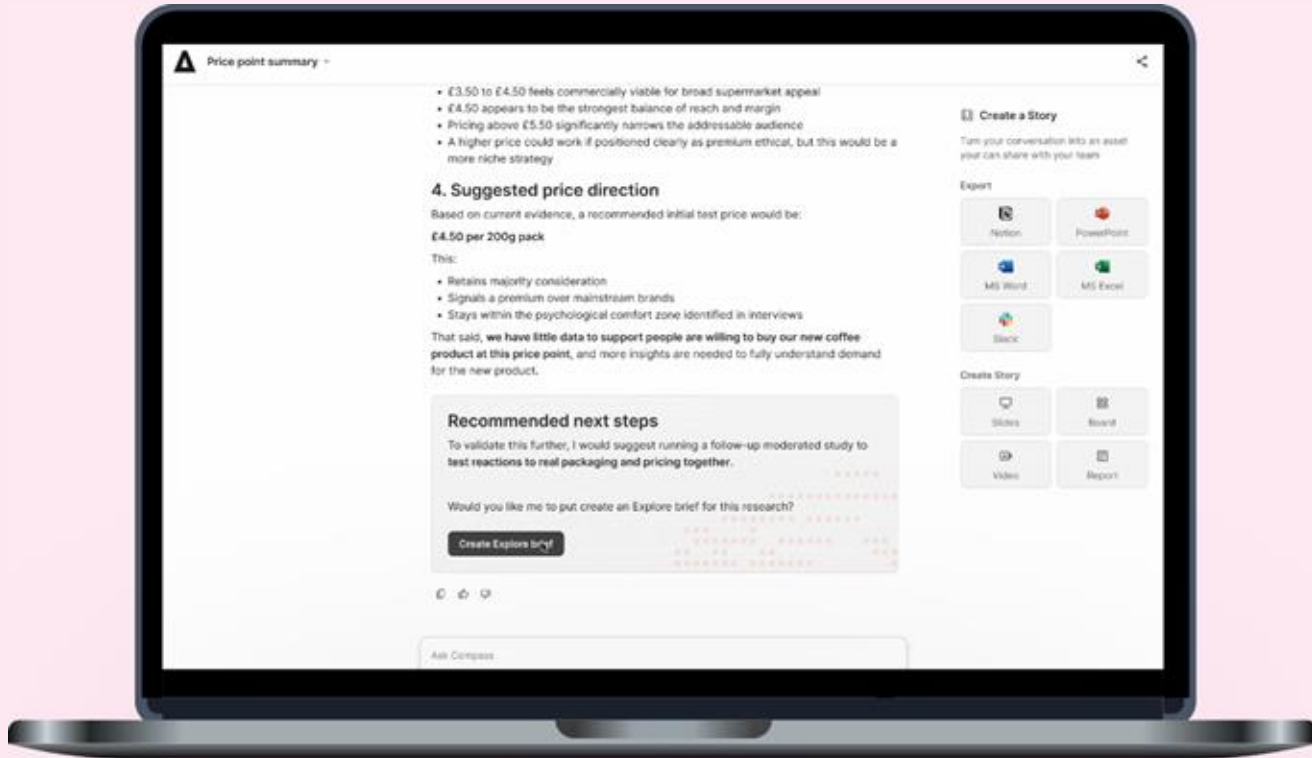 Price point summary
• £3.50 to £4.50 feels commercially viable for broad supermarket appeal
• £4.50 appears to be the strongest balance of reach and margin
• Pricing above £5.50 significantly narrows the addressable audience
• A higher price could work if positioned clearly as premium ethical, but this would be a
more niche strategy
4. Suggested price direction
Based on current evidence, a recommended initial test price would be:
£4.50 per 200g pack
This:
• Retains majority consideration
• Signals a premium over mainstream brands
• Stays within the psychological comfort zone identified in interviews
That said, we have little data to support people are willing to buy our new coffee
product at this price point, and more insights are needed to fully understand demand
for the new product.
Recommended next steps
To validate this further, I would suggest running a follow-up moderated study to
test reactions to real packaging and pricing together.
Would you like me to put create an Explore brief for this research?
Create Explore brief
Ask Compass
Create a Story
Turn your conversation into an asset
your can share with your team
Export
Notion
PowerPoint
MS Word
MS Excel
Slack
Create Story
Slides
Board
Video
Report